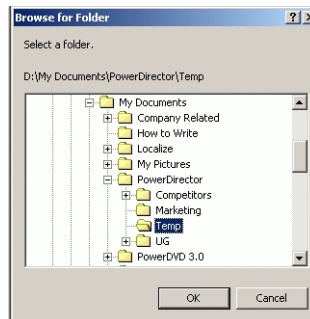 Browse for Folder
Select a folder.
D:\My Documents\PowerDirector\Temp
My Documents
Company Related
How to Write
Localize
My Pictures
PowerDirector
Competitors
Marketing
Temp
UG
PowerDVD 3.0
OK Cancel